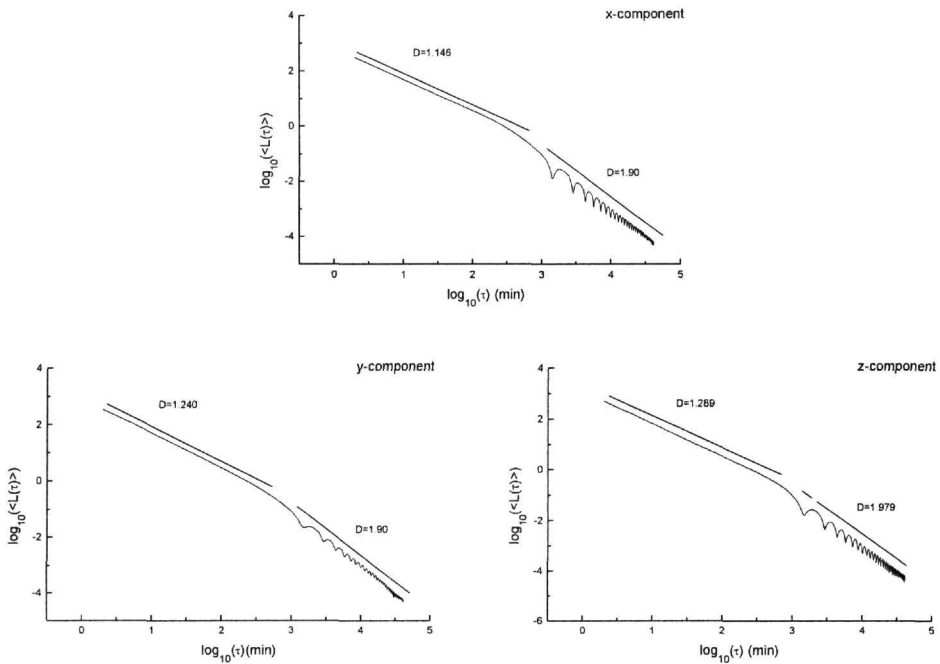 x-component
4
2
0
-2
-4
log10(<L(τ)>)
D=1.146
D=1.90
0
1
2
3
4
5
log10(τ) (min)
y-component
4
2
0
-2
-4
log10(<L(τ)>)
D=1.240
D=1.90
0
1
2
3
4
5
log10(τ)(min)
z-component
4
2
0
-2
-4
-6
log10(<L(τ)>)
D=1.289
D=1.979
0
1
2
3
4
5
log10(τ) (min)